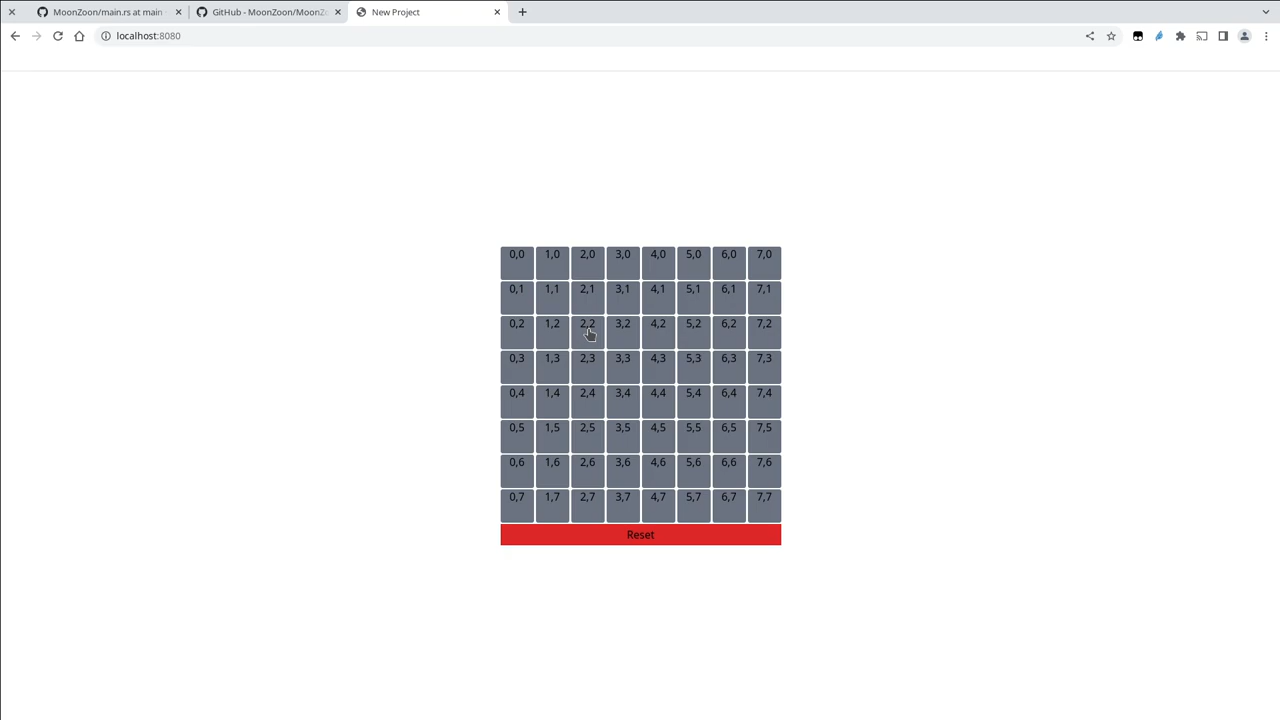 MoonZoon/main.rs at main
GitHub - MoonZoon/MoonZ
New Project
localhost:8080
0,0 1,0 2,0 3,0 4,0 5,0 6,0 7,0
0,1 1,1 2,1 3,1 4,1 5,1 6,1 7,1
0,2 1,2 2,2 3,2 4,2 5,2 6,2 7,2
0,3 1,3 2,3 3,3 4,3 5,3 6,3 7,3
0,4 1,4 2,4 3,4 4,4 5,4 6,4 7,4
0,5 1,5 2,5 3,5 4,5 5,5 6,5 7,5
0,6 1,6 2,6 3,6 4,6 5,6 6,6 7,6
0,7 1,7 2,7 3,7 4,7 5,7 6,7 7,7
Reset